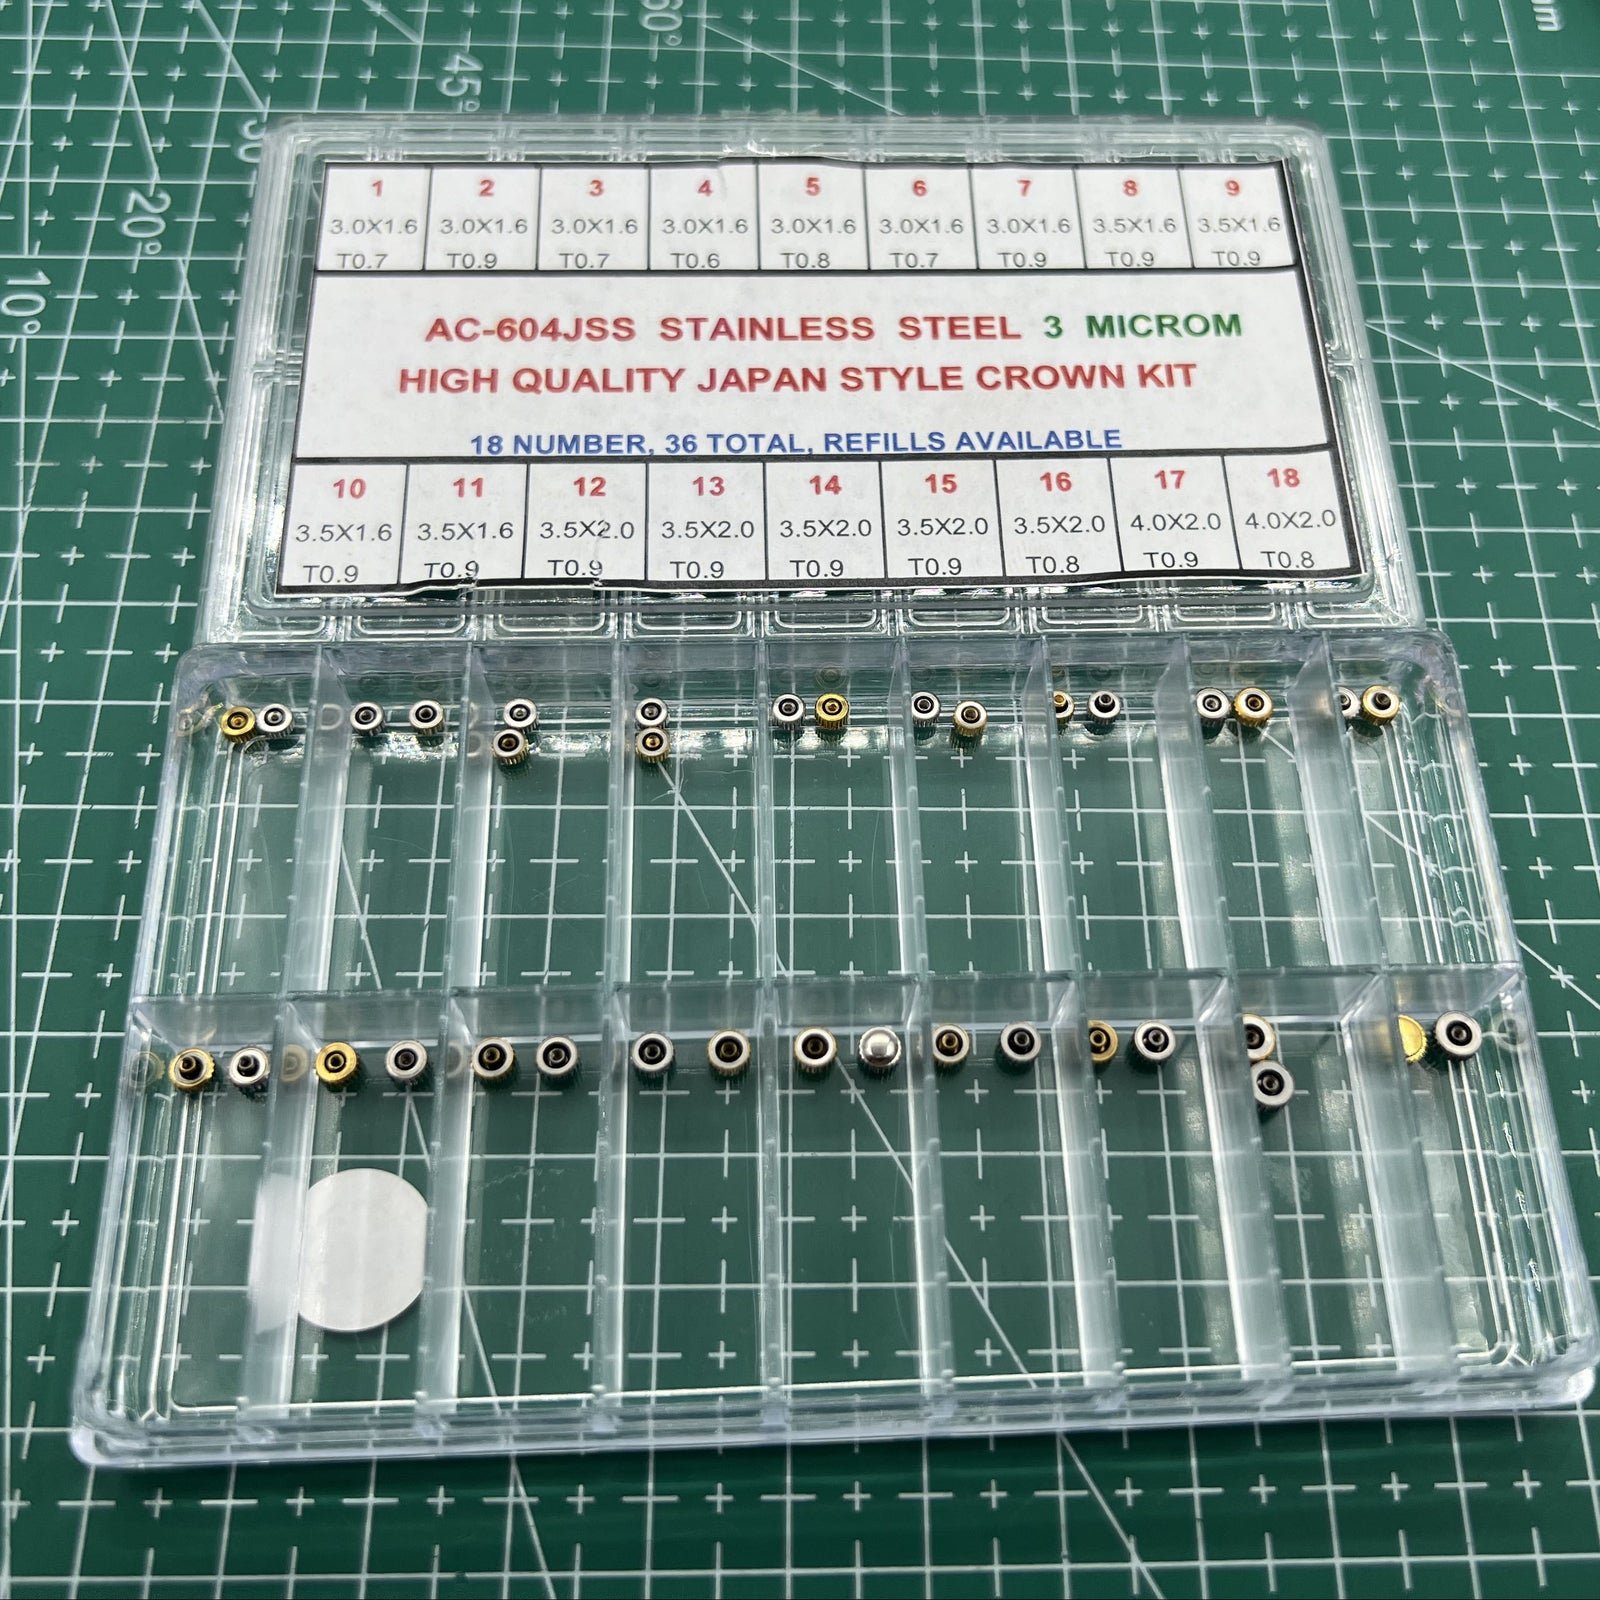 60°
45°
30
20°
10°
1 2 3 4 5 6 7 8 9
3.0X1.6 3.0X1.6 3.0X1.6 3.0X1.6 3.0X1.6 3.0X1.6 3.0X1.6 3.5X1.6 3.5X1.6
T0.7 T0.9 T0.7 T0.6 T0.8 T0.7 T0.9 T0.9 T0.9
AC-604JSS STAINLESS STEEL 3 MICROM
HIGH QUALITY JAPAN STYLE CROWN KIT
18 NUMBER, 36 TOTAL, REFILLS AVAILABLE
10 11 12 13 14 15 16 17 18
3.5X1.6 3.5X1.6 3.5X2.0 3.5X2.0 3.5X2.0 3.5X2.0 3.5X2.0 4.0X2.0 4.0X2.0
T0.9 T0.9 T0.9 T0.9 T0.9 T0.9 T0.8 T0.9 T0.8